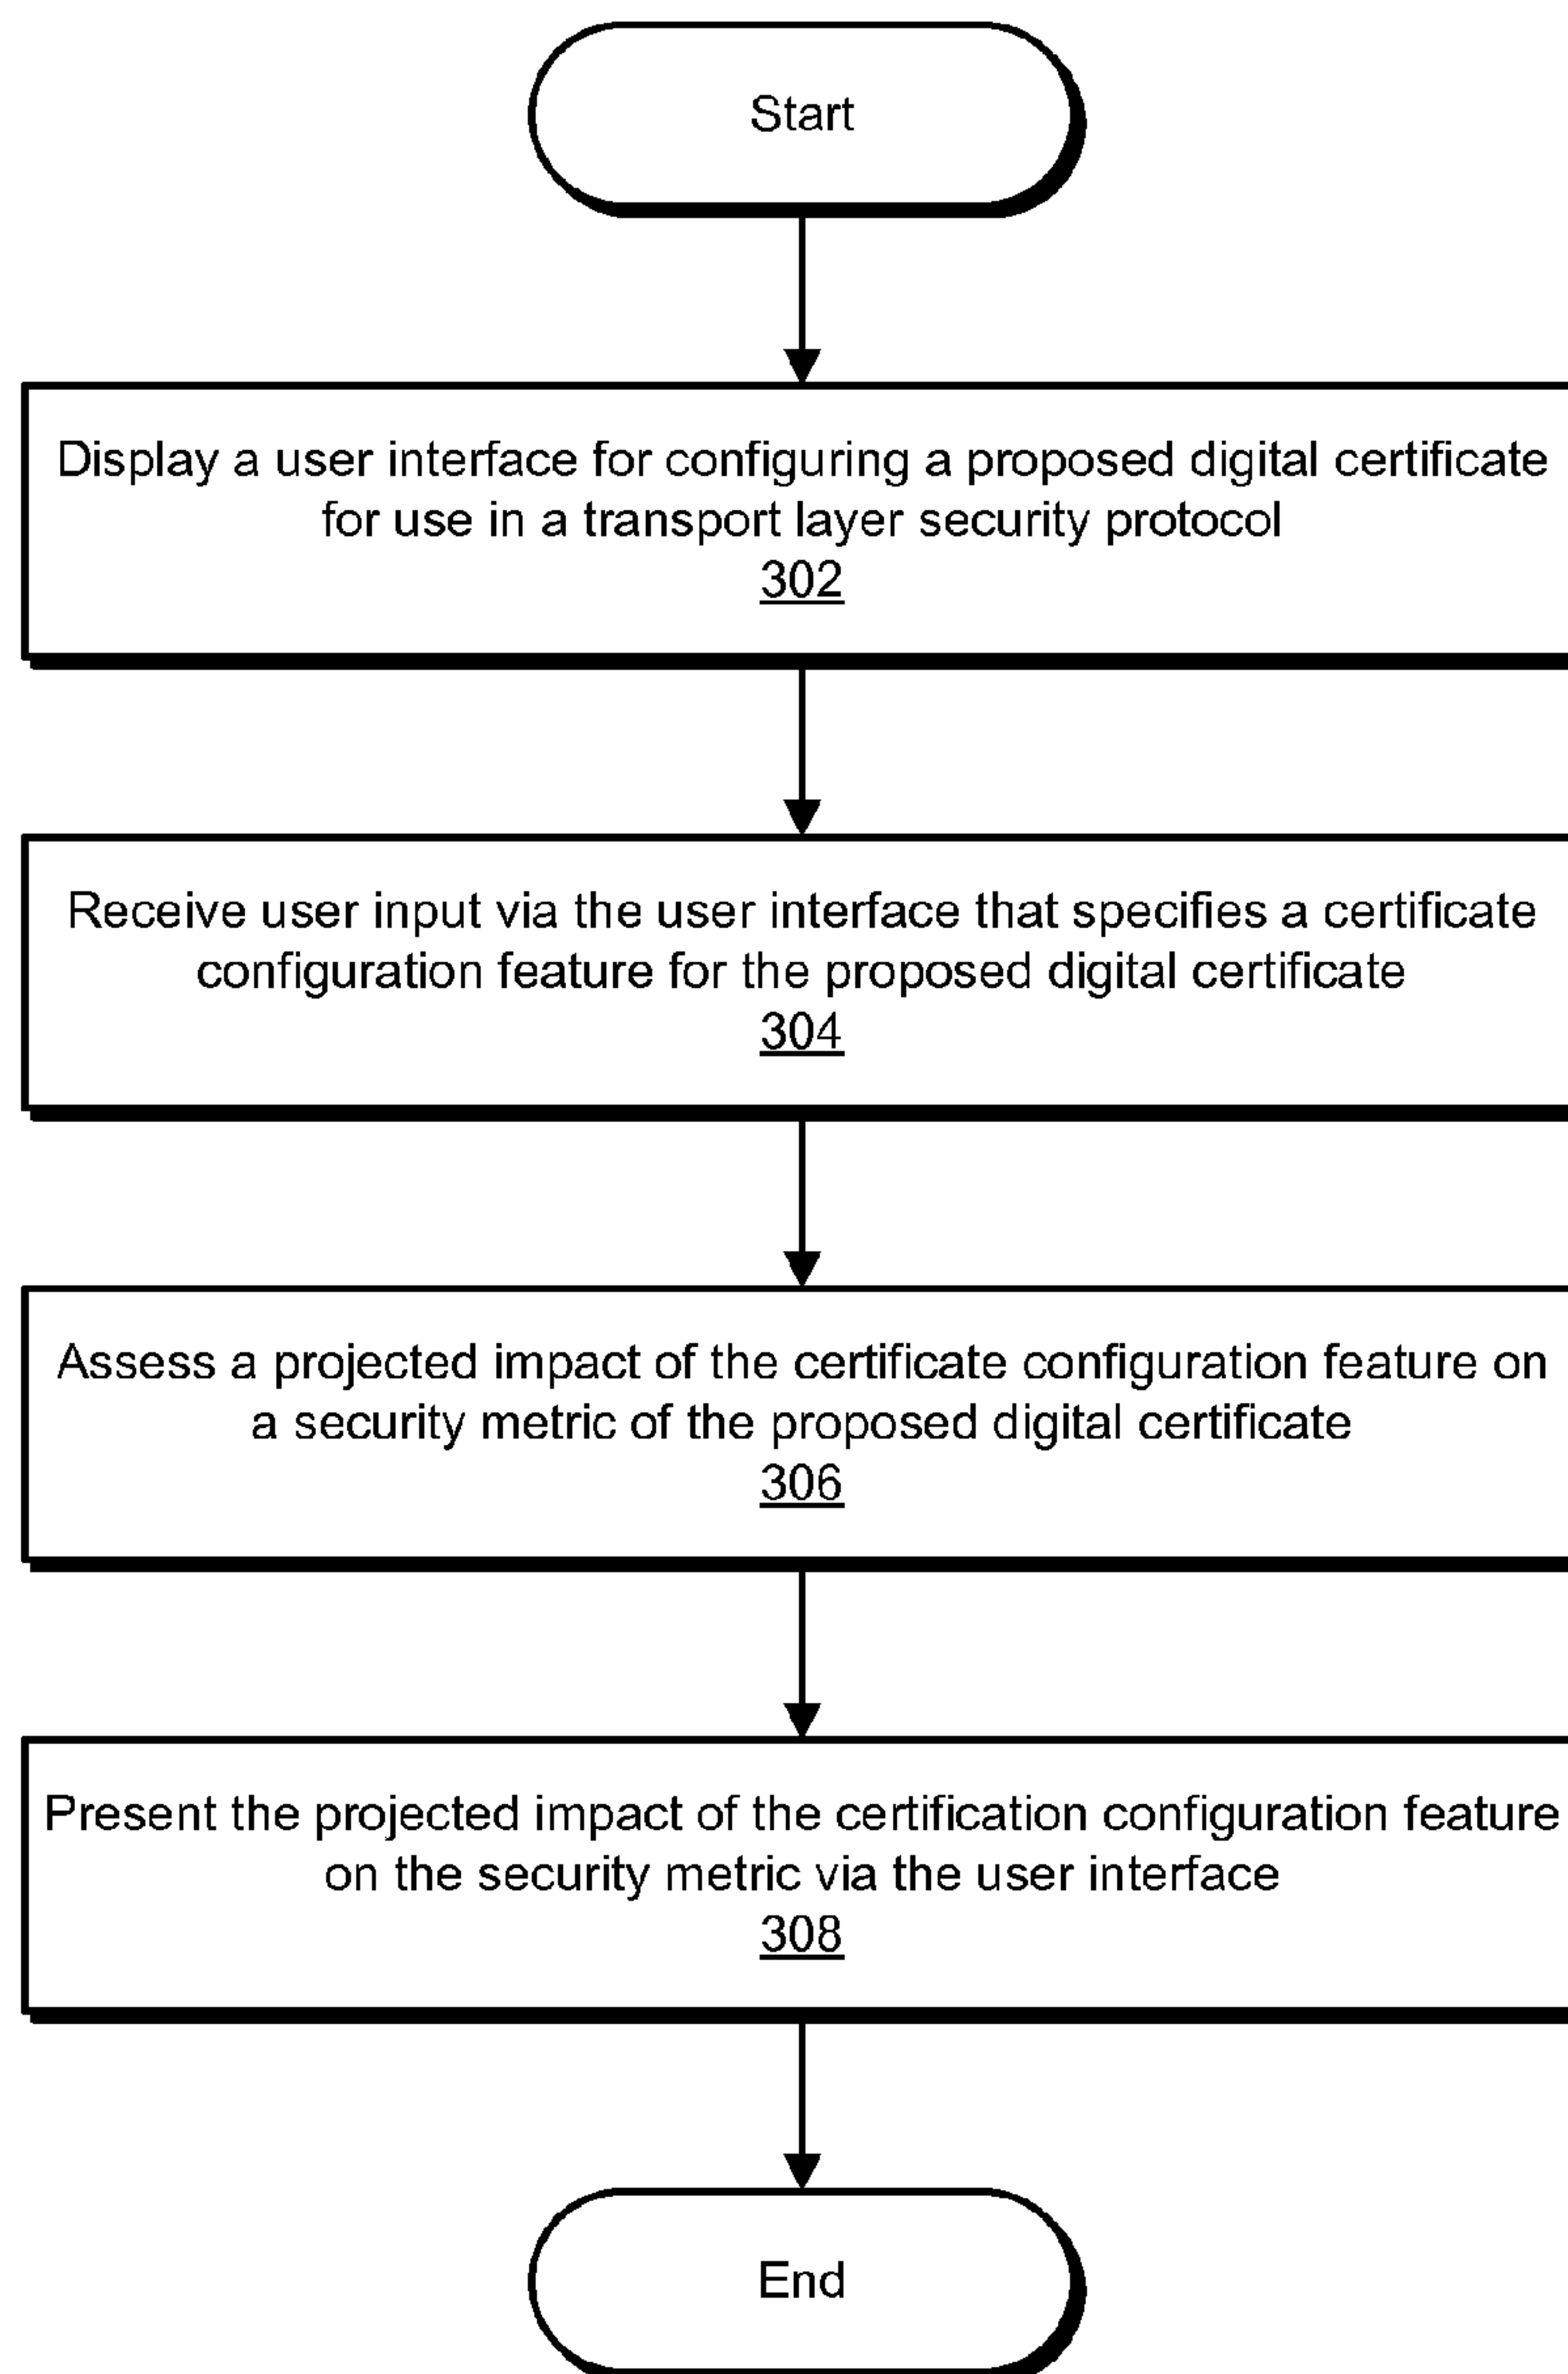 Start
Display a user interface for configuring a proposed digital certificate
for use in a transport layer security protocol
302
Receive user input via the user interface that specifies a certificate
configuration feature for the proposed digital certificate
304
Assess a projected impact of the certificate configuration feature on
a security metric of the proposed digital certificate
306
Present the projected impact of the certification configuration feature
on the security metric via the user interface
308
End